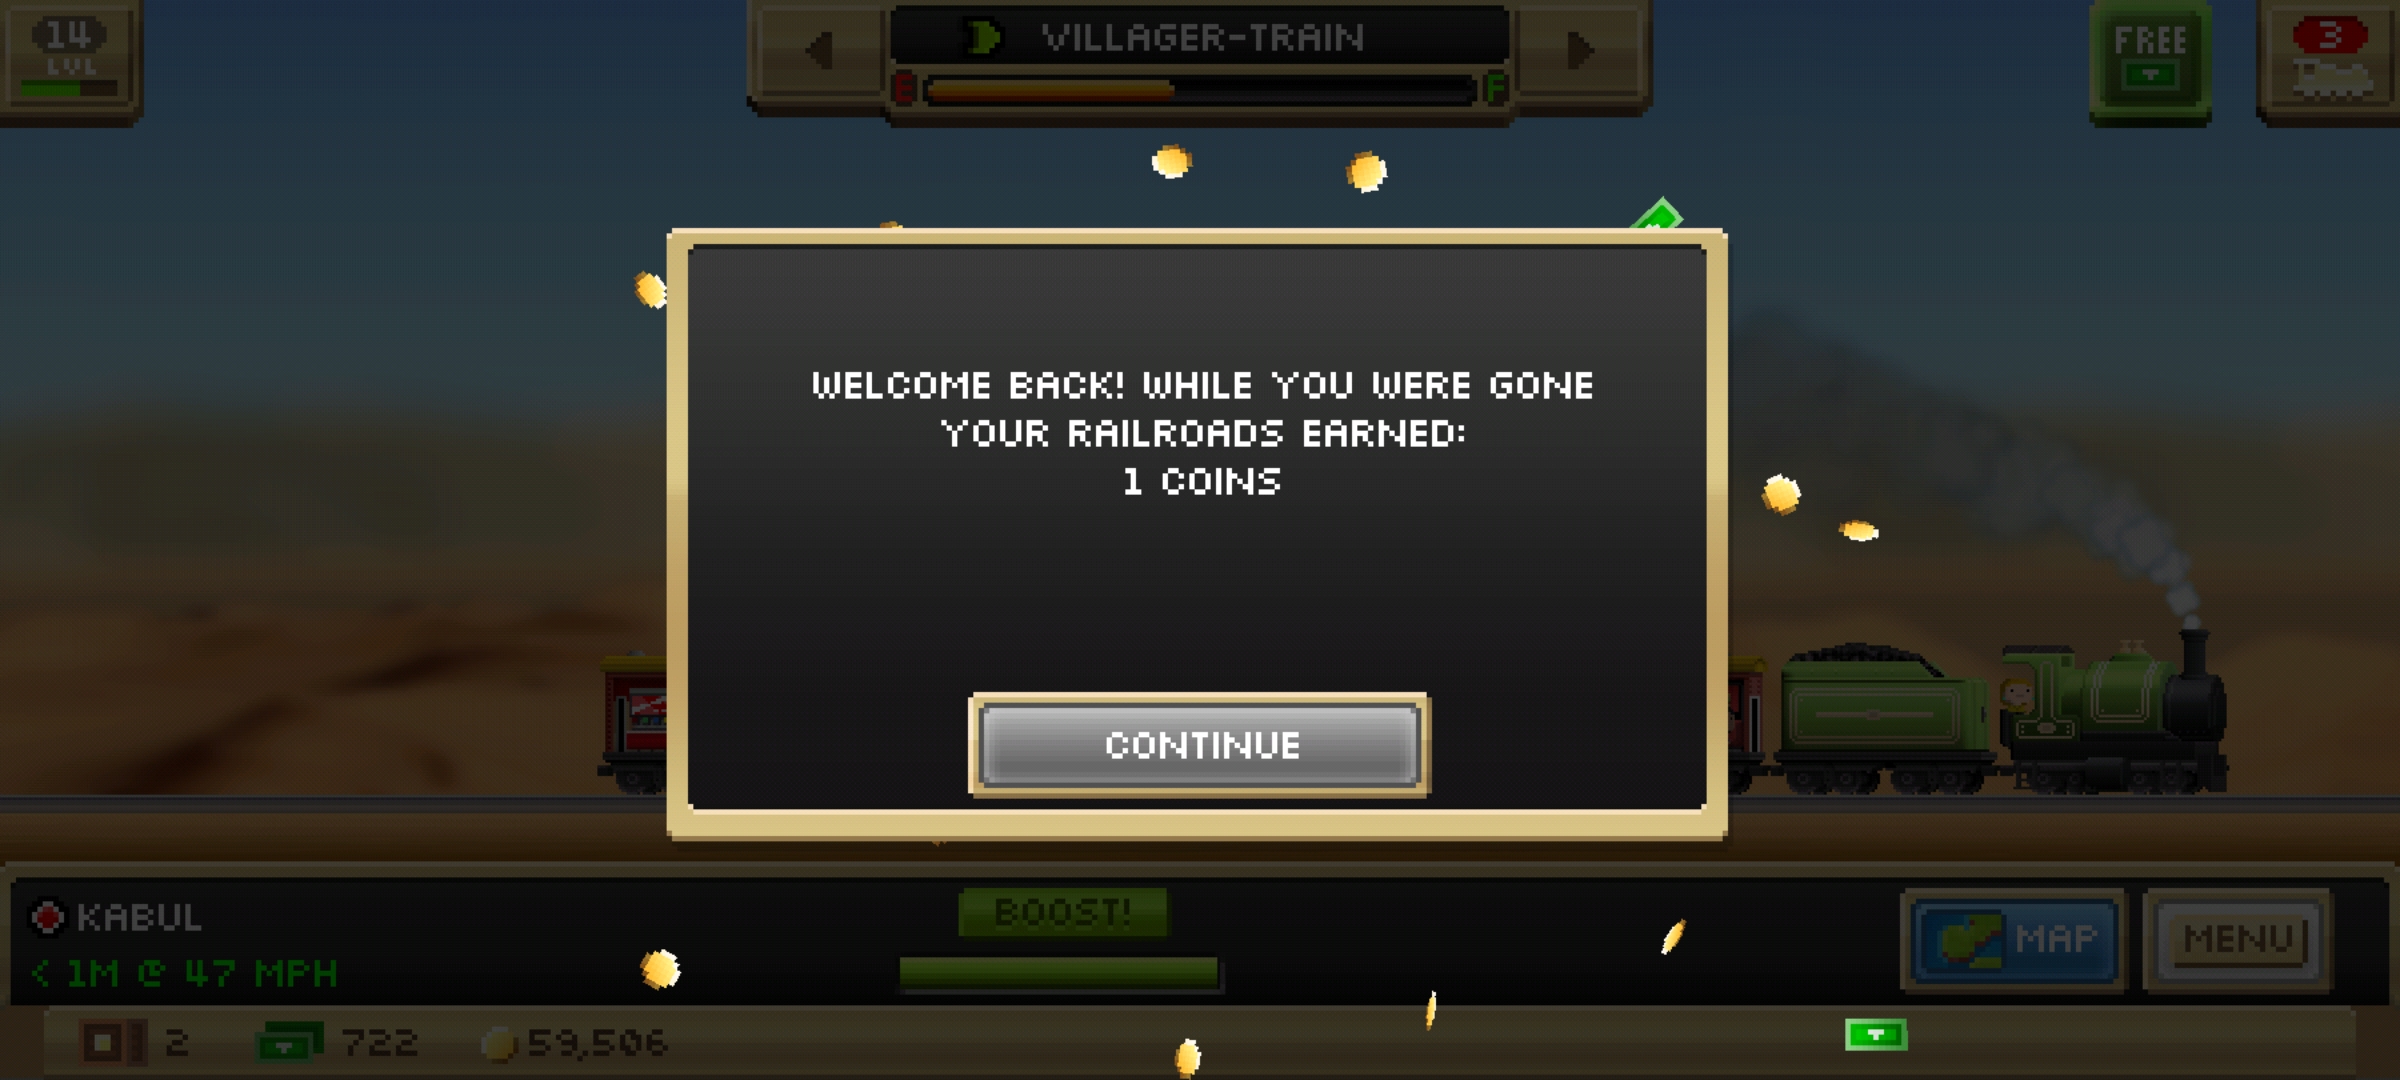 14
LVL
VILLAGER-TRAIN
E F
FREE
3
WELCOME BACK! WHILE YOU WERE GONE
YOUR RAILROADS EARNED:
1 COINS
CONTINUE
KABUL
< 1M @ 47 MPH
BOOST!
MAP
MENU
2 722 59,506